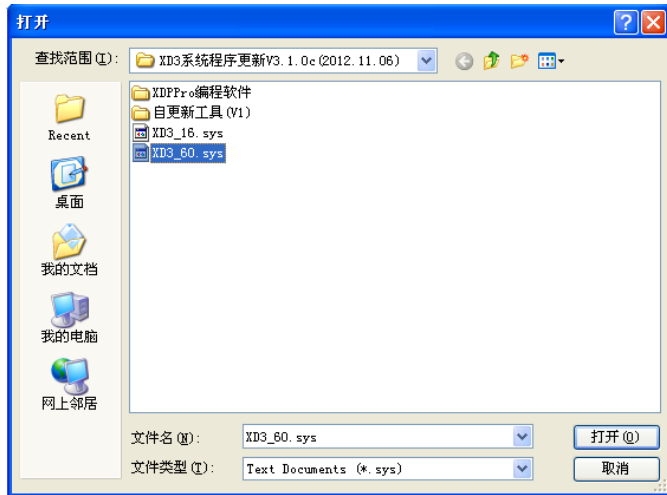 打开
查找范围(I):
XD3系统程序更新V3.1.0c(2012.11.06)
XDPPro编程软件
自更新工具(V1)
XD3_16.sys
XD3_60.sys
Recent
桌面
我的文档
我的电脑
网上邻居
文件名(N):
XD3_60.sys
打开(O)
文件类型(T):
Text Documents (*.sys)
取消